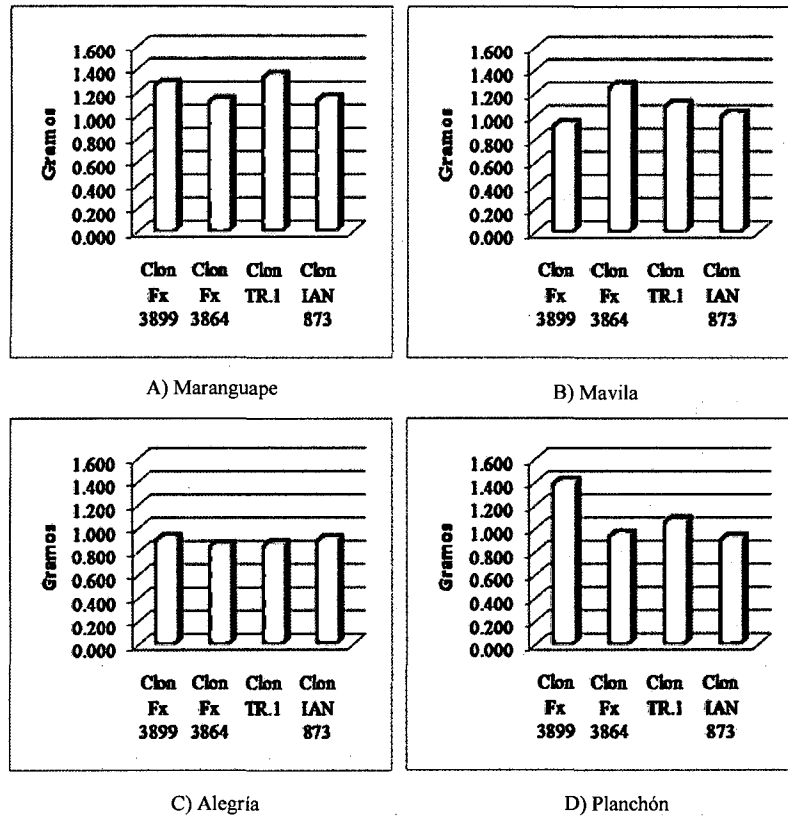 1.600
1.400
1.200
1.000
0.800
0.600
0.400
0.200
0.000
Gramos
Clon Clon Clon Clon
Fx Fx TR.1 IAN
3899 3864 873
A) Maranguape
1.600
1.400
1.200
1.000
0.800
0.600
0.400
0.200
0.000
Gramos
Clon Clon Clon Clon
Fx Fx TR.1 IAN
3899 3864 873
B) Mavila
1.600
1.400
1.200
1.000
0.800
0.600
0.400
0.200
0.000
Gramos
Clon Clon Clon Clon
Fx Fx TR.1 IAN
3899 3864 873
C) Alegría
1.600
1.400
1.200
1.000
0.800
0.600
0.400
0.200
0.000
Gramos
Clon Clon Clon Clon
Fx Fx TR.1 IAN
3899 3864 873
D) Planchón